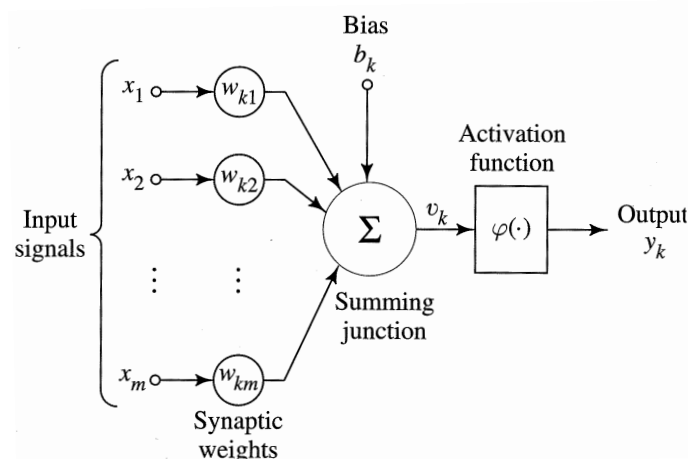 Bias
b_k
x_1
w_k1
Activation
function
x_2
w_k2
Input
signals
Σ
v_k
φ(·)
Output
y_k
⋮ ⋮
Summing
junction
x_m
w_km
Synaptic
weights